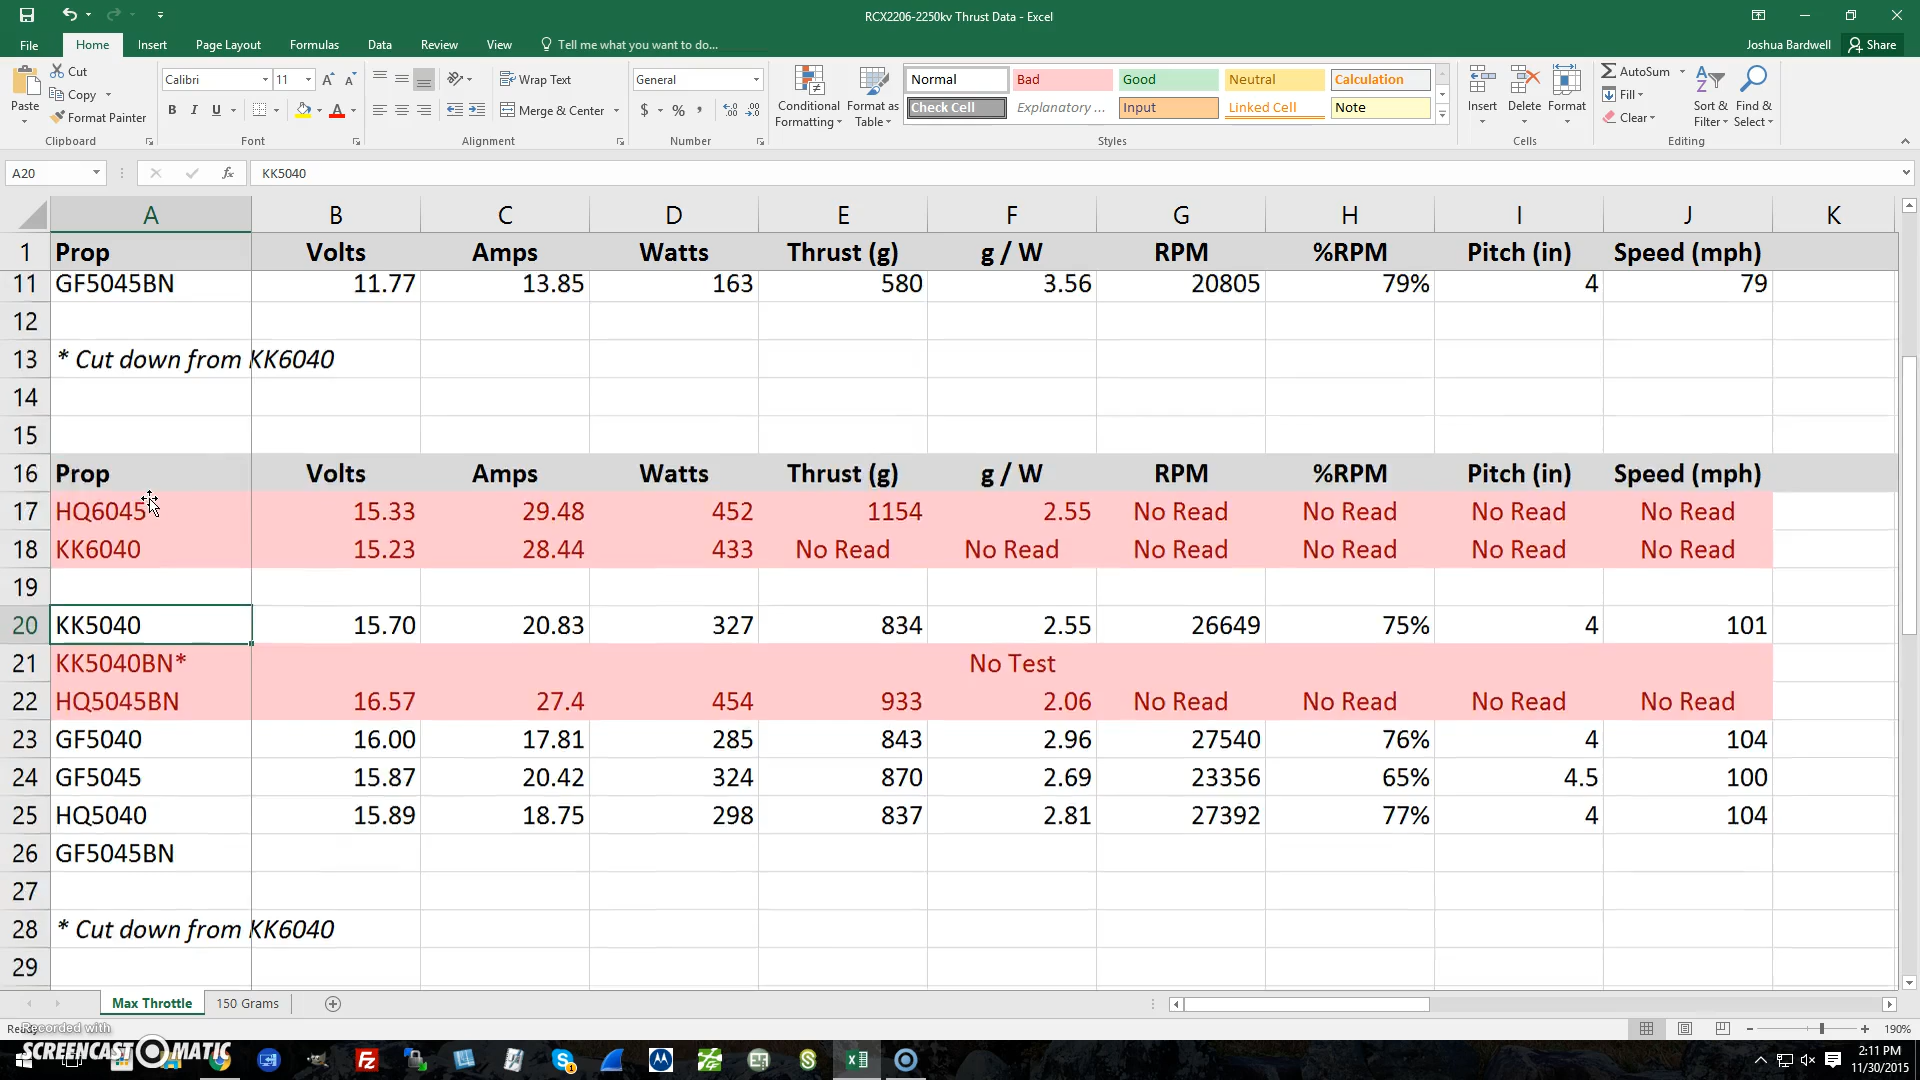 RCX2206-2250kv Thrust Data - Excel
File Home Insert Page Layout Formulas Data Review View Tell me what you want to do... Joshua Bardwell Share
Paste Cut Copy Format Painter Clipboard
Calibri 11 B I U Font
Wrap Text Merge & Center Alignment
General $ % , Number
Conditional Formatting Format as Table
Normal Bad Good Neutral Calculation
Check Cell Explanatory ... Input Linked Cell Note
Styles
Insert Delete Format Cells
AutoSum Fill Clear Sort & Filter Find & Select Editing
A20 fx KK5040
A B C D E F G H I J K
1 Prop Volts Amps Watts Thrust (g) g / W RPM %RPM Pitch (in) Speed (mph)
11 GF5045BN 11.77 13.85 163 580 3.56 20805 79% 4 79
12
13 * Cut down from KK6040
14
15
16 Prop Volts Amps Watts Thrust (g) g / W RPM %RPM Pitch (in) Speed (mph)
17 HQ6045 15.33 29.48 452 1154 2.55 No Read No Read No Read No Read
18 KK6040 15.23 28.44 433 No Read No Read No Read No Read No Read No Read
19
20 KK5040 15.70 20.83 327 834 2.55 26649 75% 4 101
21 KK5040BN* No Test
22 HQ5045BN 16.57 27.4 454 933 2.06 No Read No Read No Read No Read
23 GF5040 16.00 17.81 285 843 2.96 27540 76% 4 104
24 GF5045 15.87 20.42 324 870 2.69 23356 65% 4.5 100
25 HQ5040 15.89 18.75 298 837 2.81 27392 77% 4 104
26 GF5045BN
27
28 * Cut down from KK6040
29
Max Throttle 150 Grams
Ready 190%
Recorded with
SCREENCAST-O-MATIC
2:11 PM
11/30/2015